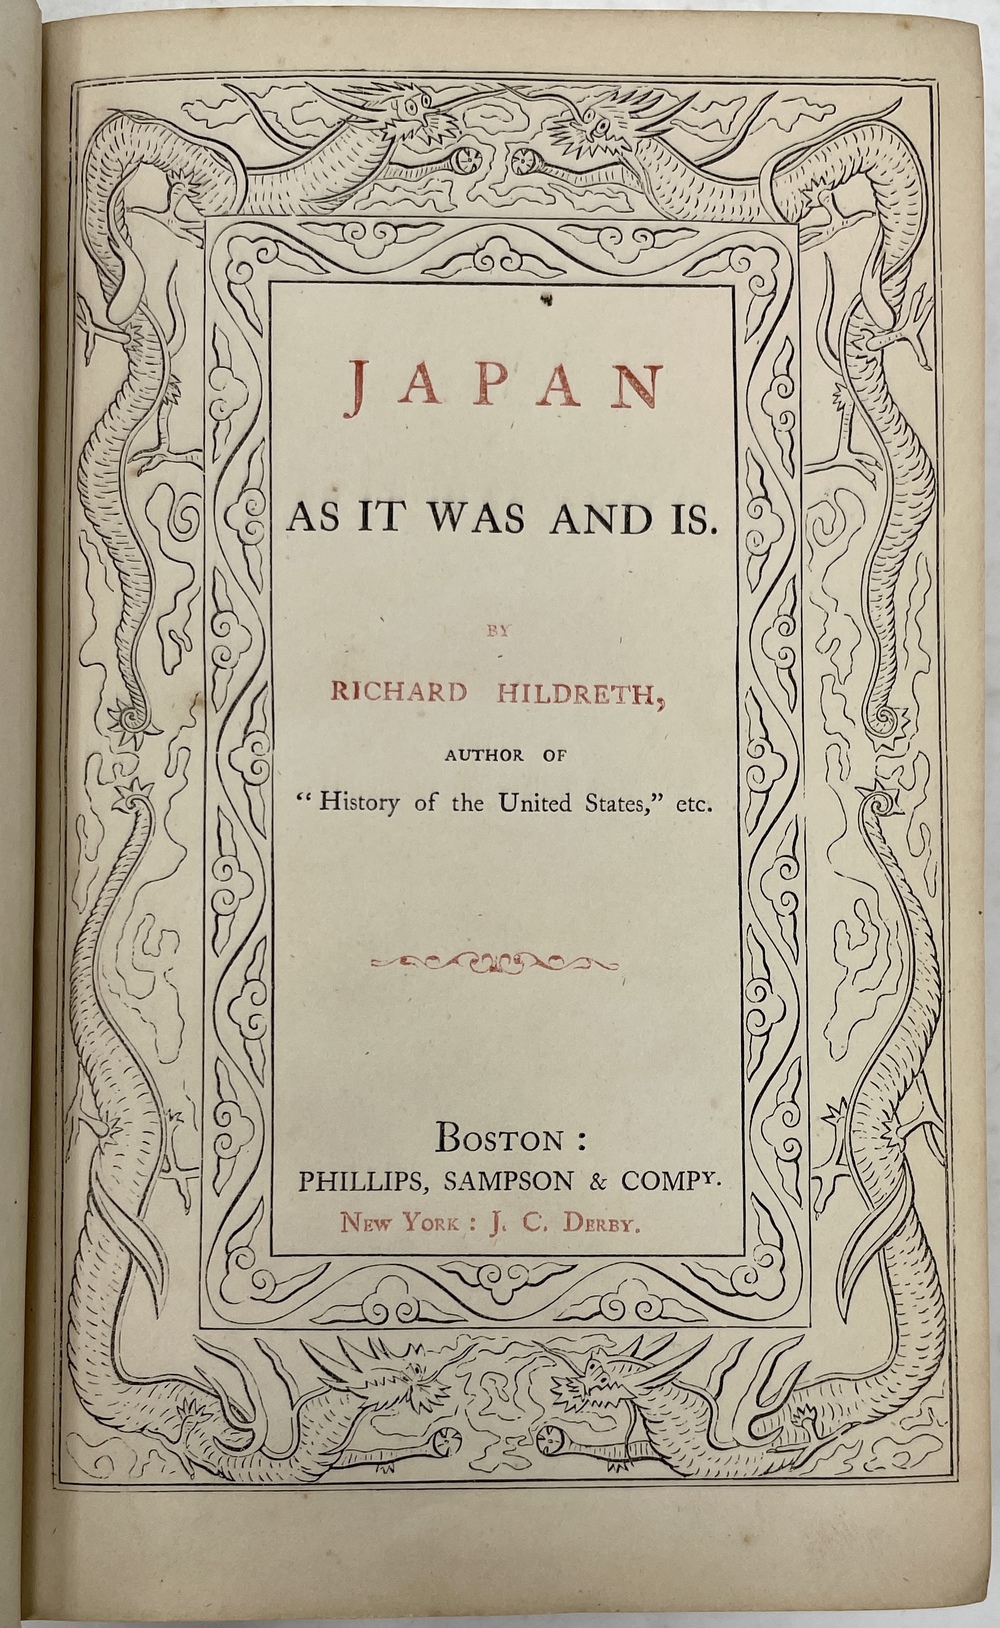 JAPAN
AS IT WAS AND IS.
BY
RICHARD HILDRETH,
AUTHOR OF
“History of the United States,” etc.
BOSTON :
PHILLIPS, SAMPSON & COMPY.
NEW YORK : J. C. DERBY.